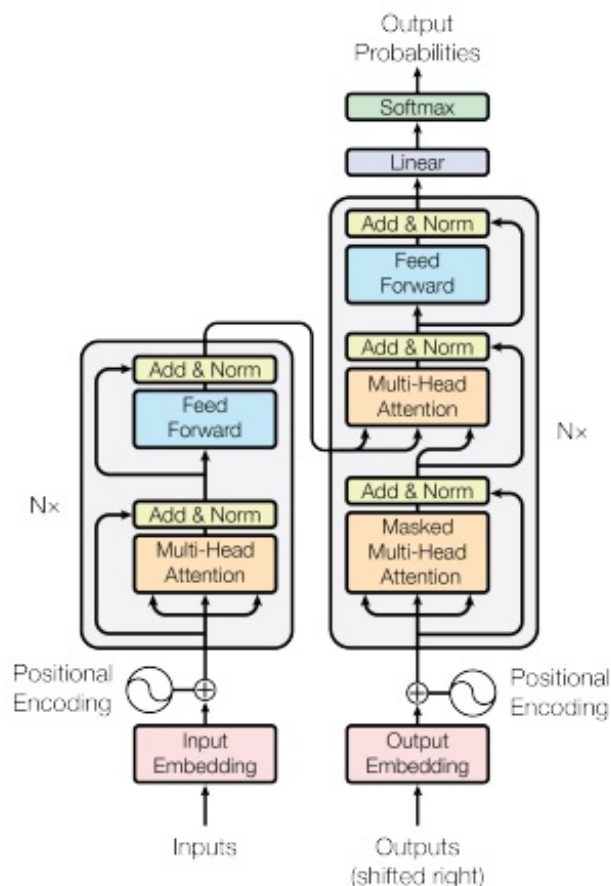 Output
Probabilities
Softmax
Linear
Add & Norm
Feed
Forward
Add & Norm
Multi-Head
Attention
Add & Norm
Masked
Multi-Head
Attention
Nx
Add & Norm
Feed
Forward
Add & Norm
Multi-Head
Attention
Nx
Positional
Encoding
Positional
Encoding
Input
Embedding
Output
Embedding
Inputs
Outputs
(shifted right)